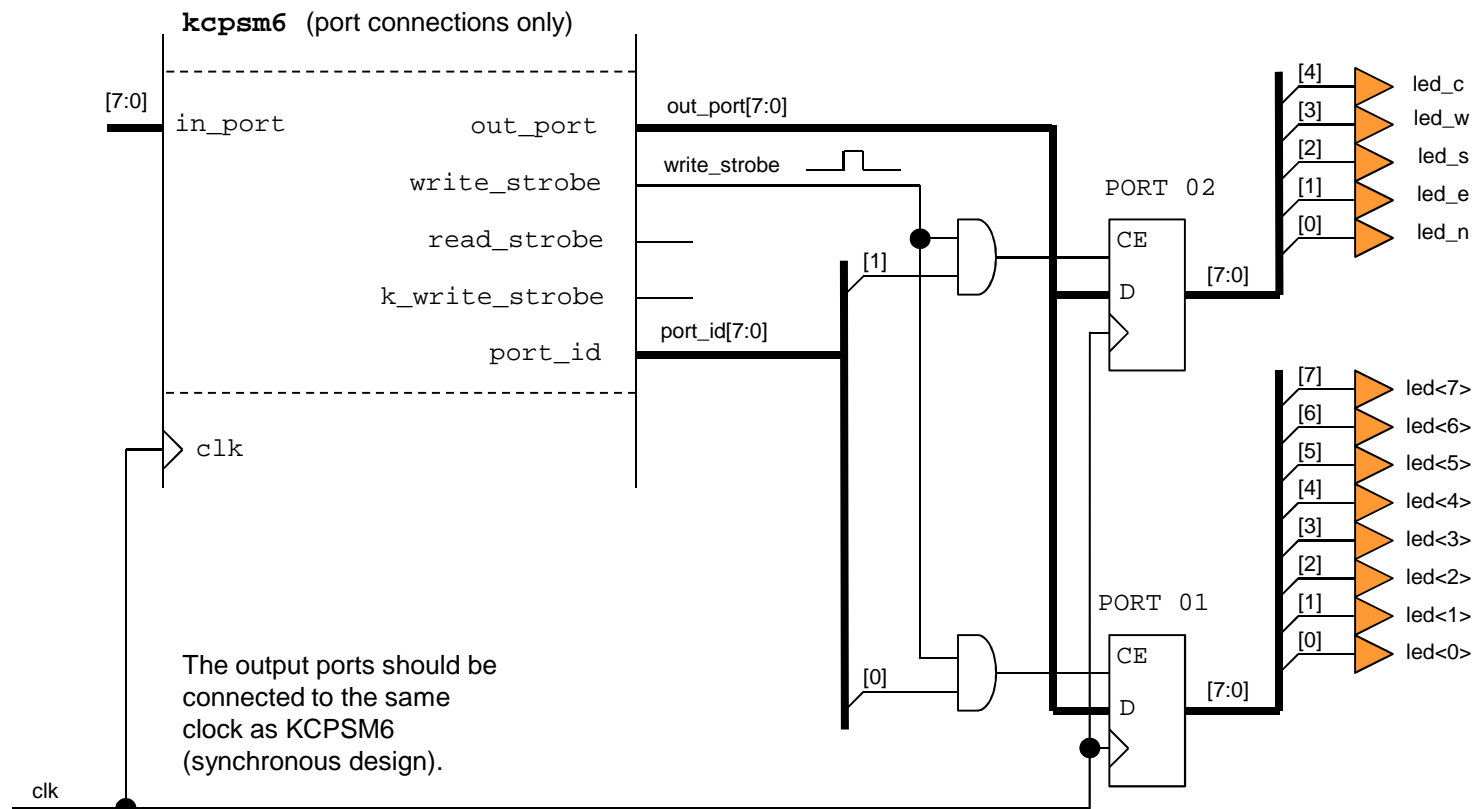 kcpsm6 (port connections only)
[7:0]
in_port
out_port
out_port[7:0]
write_strobe
write_strobe
read_strobe
k_write_strobe
port_id
port_id[7:0]
clk
[1]
[0]
PORT 02
CE
D
[7:0]
[4] led_c
[3] led_w
[2] led_s
[1] led_e
[0] led_n
PORT 01
CE
D
[7:0]
[7] led<7>
[6] led<6>
[5] led<5>
[4] led<4>
[3] led<3>
[2] led<2>
[1] led<1>
[0] led<0>
The output ports should be
connected to the same
clock as KCPSM6
(synchronous design).
clk